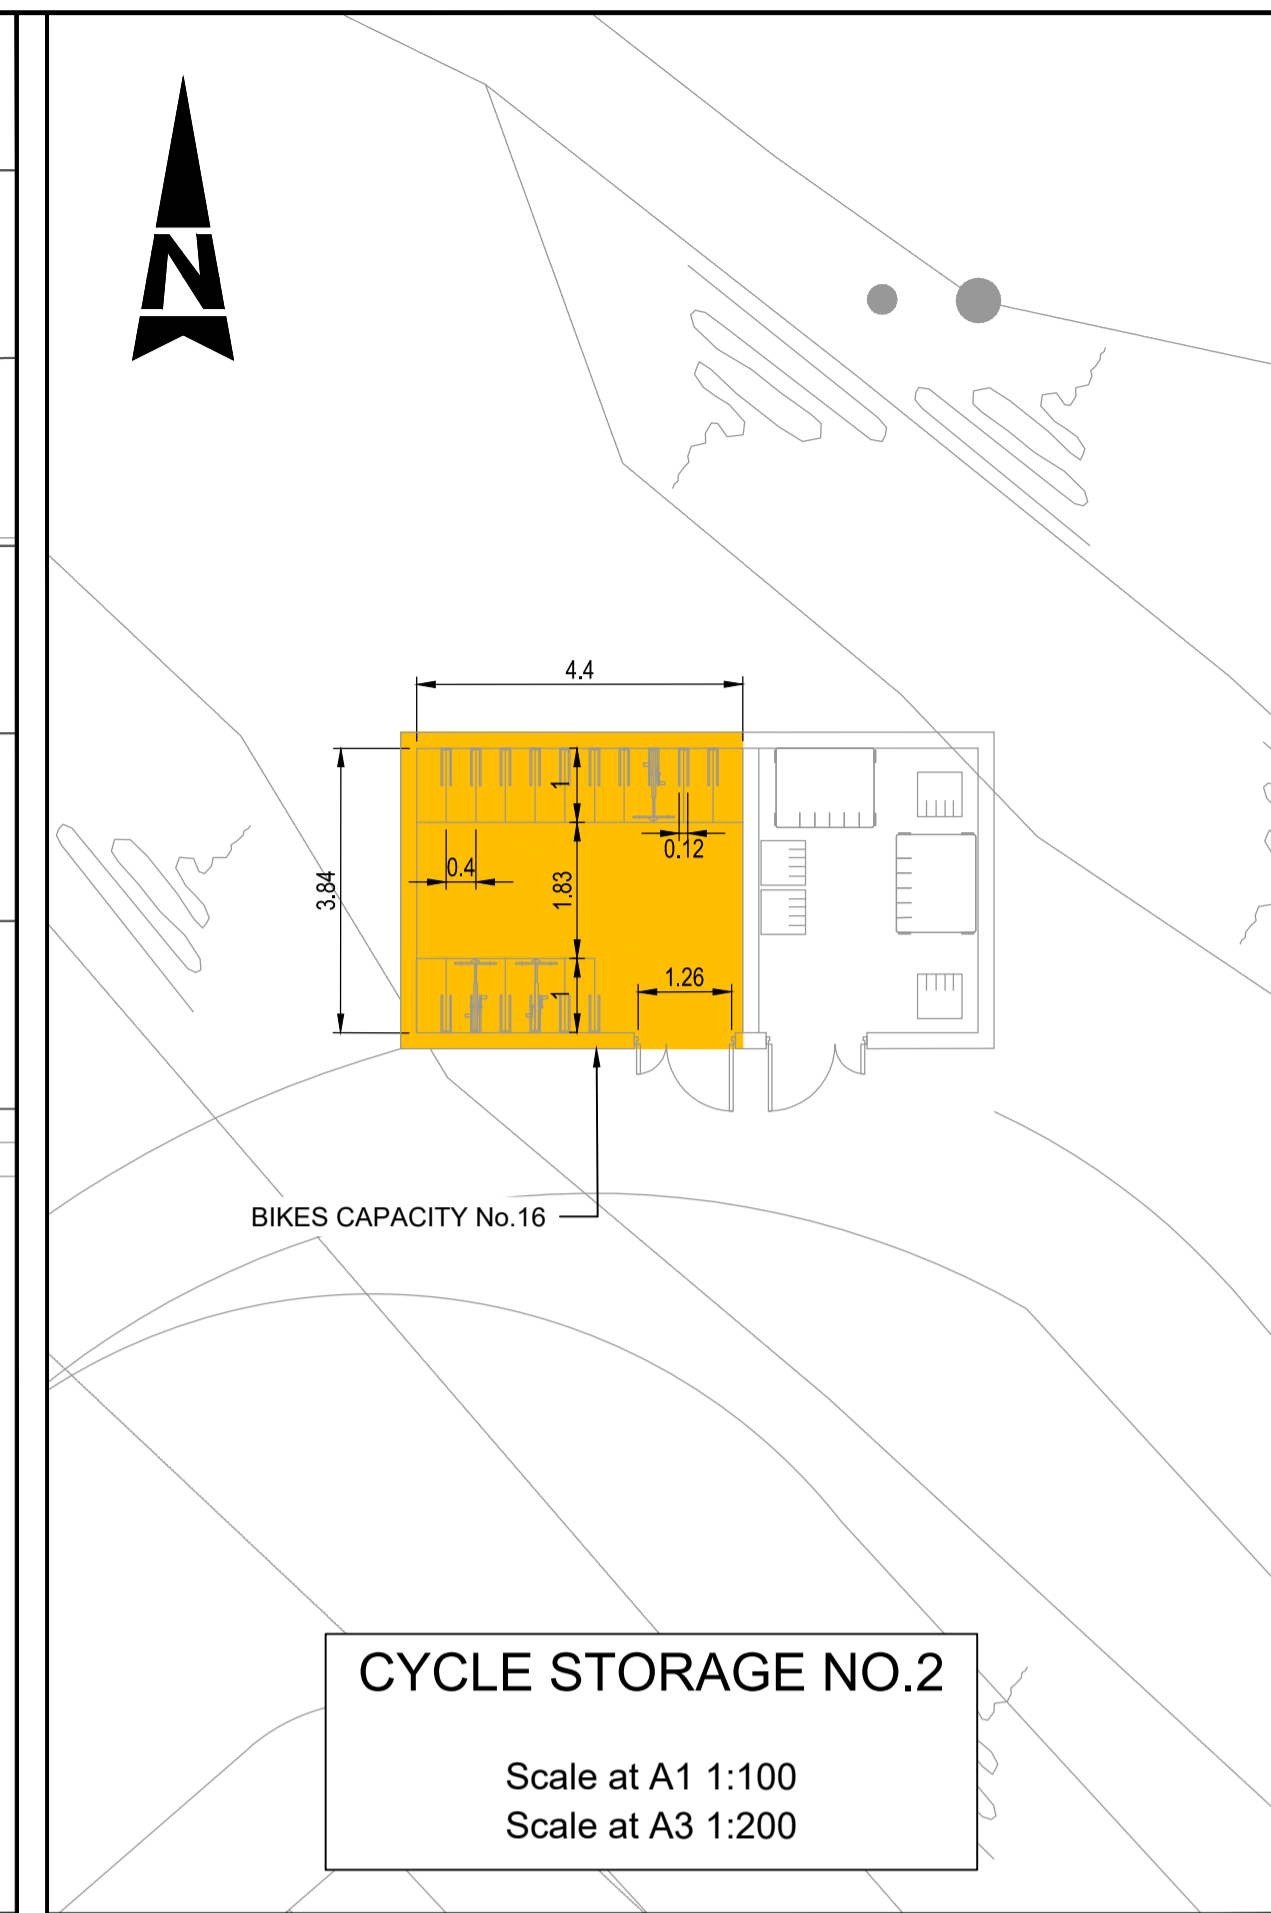 N
4.4
1
0.12
0.4
3.84
1.83
1.26
1
BIKES CAPACITY No.16
CYCLE STORAGE NO.2
Scale at A1 1:100
Scale at A3 1:200